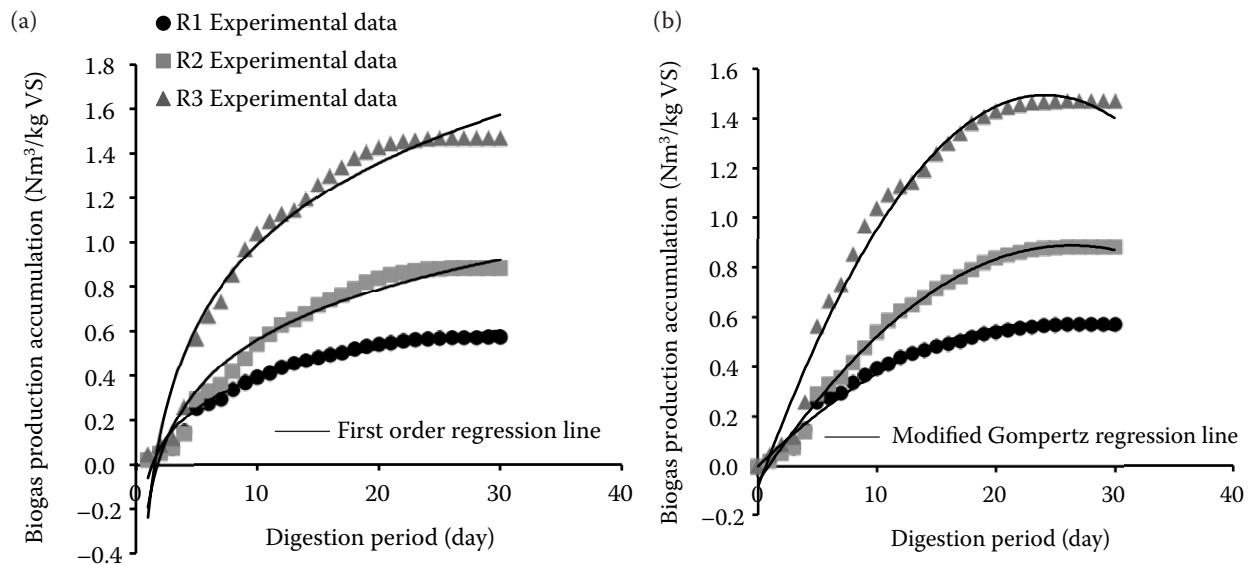 (a)
R1 Experimental data
R2 Experimental data
R3 Experimental data
Biogas production accumulation (Nm³/kg VS)
1.8
1.6
1.4
1.2
1.0
0.8
0.6
0.4
0.2
0.0
−0.2
−0.4
0
10
20
30
40
First order regression line
Digestion period (day)
(b)
Biogas production accumulation (Nm³/kg VS)
1.6
1.4
1.2
1.0
0.8
0.6
0.4
0.2
0.0
−0.2
0
10
20
30
40
Modified Gompertz regression line
Digestion period (day)